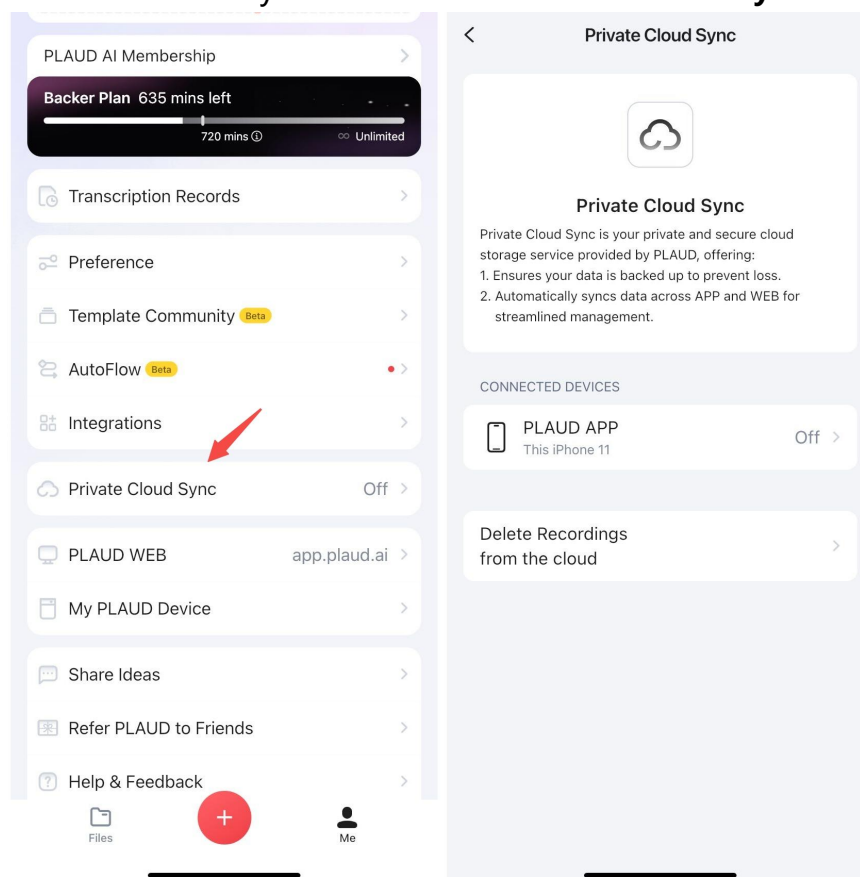 PLAUD AI Membership
Backer Plan 635 mins left
720 mins
Unlimited
Transcription Records
Preference
Template Community Beta
AutoFlow Beta
Integrations
Private Cloud Sync Off
PLAUD WEB app.plaud.ai
My PLAUD Device
Share Ideas
Refer PLAUD to Friends
Help & Feedback
Files
Me
Private Cloud Sync
Private Cloud Sync
Private Cloud Sync is your private and secure cloud
storage service provided by PLAUD, offering:
1. Ensures your data is backed up to prevent loss.
2. Automatically syncs data across APP and WEB for
streamlined management.
CONNECTED DEVICES
PLAUD APP
This iPhone 11
Off
Delete Recordings
from the cloud